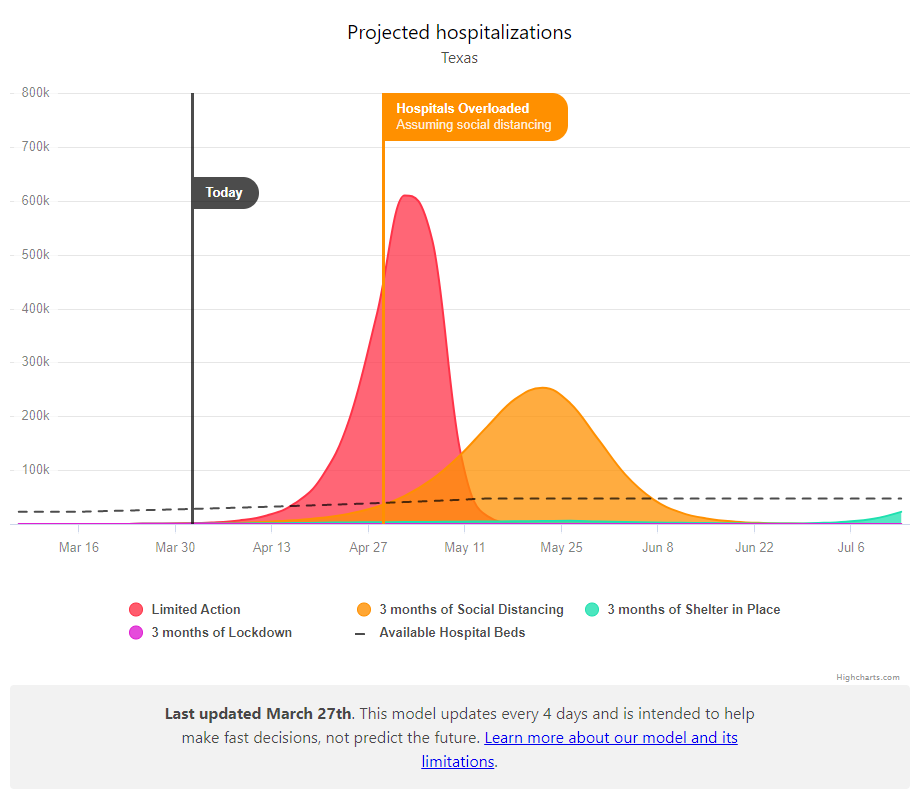 Projected hospitalizations
Texas
800k
Hospitals Overloaded
Assuming social distancing
700k
Today
600k
500k
400k
300k
200k
100k
Mar 16 Mar 30 Apr 13 Apr 27 May 11 May 25 Jun 8 Jun 22 Jul 6
Limited Action 3 months of Social Distancing 3 months of Shelter in Place
3 months of Lockdown Available Hospital Beds
Highcharts.com
Last updated March 27th. This model updates every 4 days and is intended to help
make fast decisions, not predict the future. Learn more about our model and its
limitations.